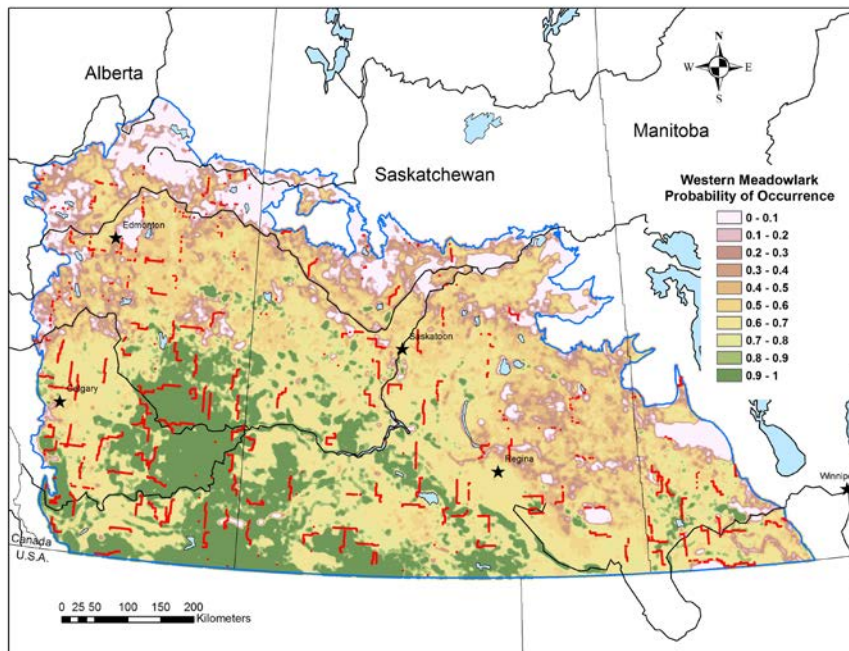 Alberta
N
W E
S
Manitoba
Saskatchewan
Western Meadowlark
Probability of Occurrence
0 - 0.1
0.1 - 0.2
0.2 - 0.3
0.3 - 0.4
0.4 - 0.5
0.5 - 0.6
0.6 - 0.7
0.7 - 0.8
0.8 - 0.9
0.9 - 1
Edmonton
Saskatoon
Calgary
Regina
Winnipe
Canada
U.S.A.
0 25 50 100 150 200
Kilometers